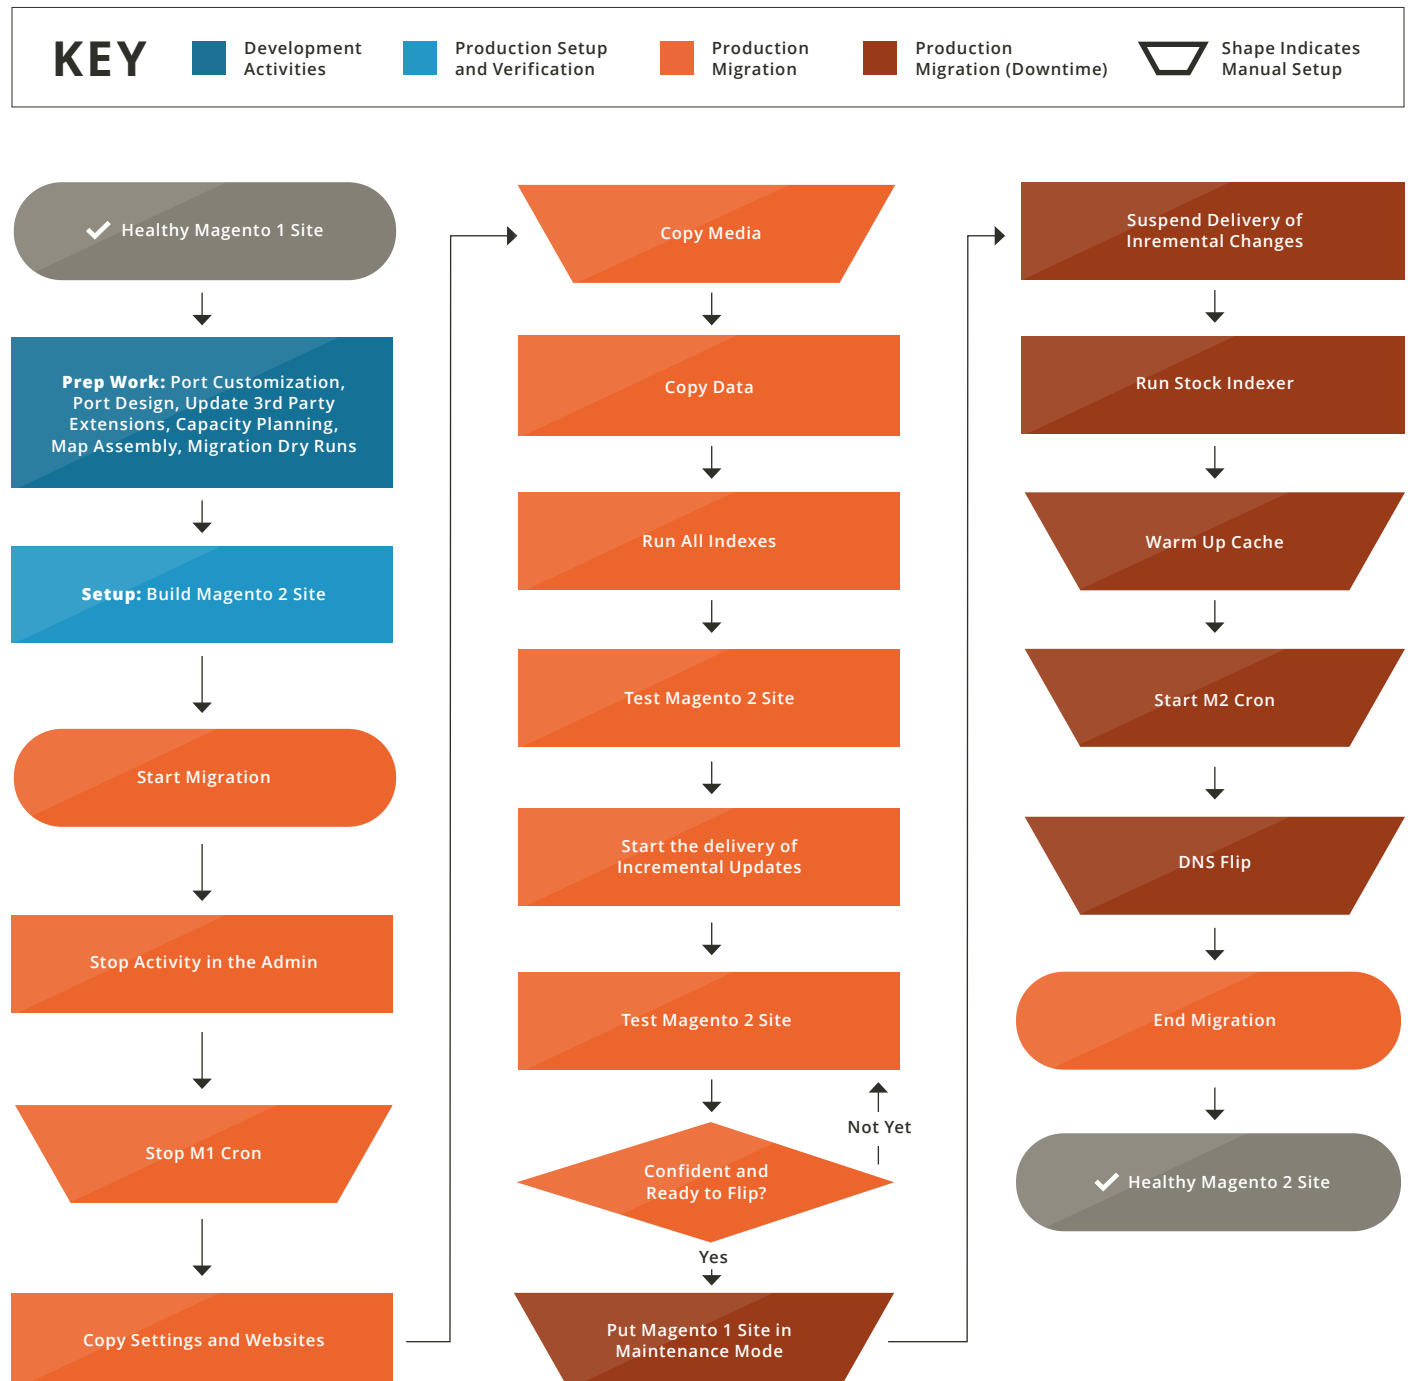 KEY
Development
Activities
Production Setup
and Verification
Production
Migration
Production
Migration (Downtime)
Shape Indicates
Manual Setup
Healthy Magento 1 Site
Prep Work: Port Customization,
Port Design, Update 3rd Party
Extensions, Capacity Planning,
Map Assembly, Migration Dry Runs
Setup: Build Magento 2 Site
Start Migration
Stop Activity in the Admin
Stop M1 Cron
Copy Settings and Websites
Copy Media
Copy Data
Run All Indexes
Test Magento 2 Site
Start the delivery of
Incremental Updates
Test Magento 2 Site
Not Yet
Confident and
Ready to Flip?
Yes
Put Magento 1 Site in
Maintenance Mode
Suspend Delivery of
Inremental Changes
Run Stock Indexer
Warm Up Cache
Start M2 Cron
DNS Flip
End Migration
Healthy Magento 2 Site